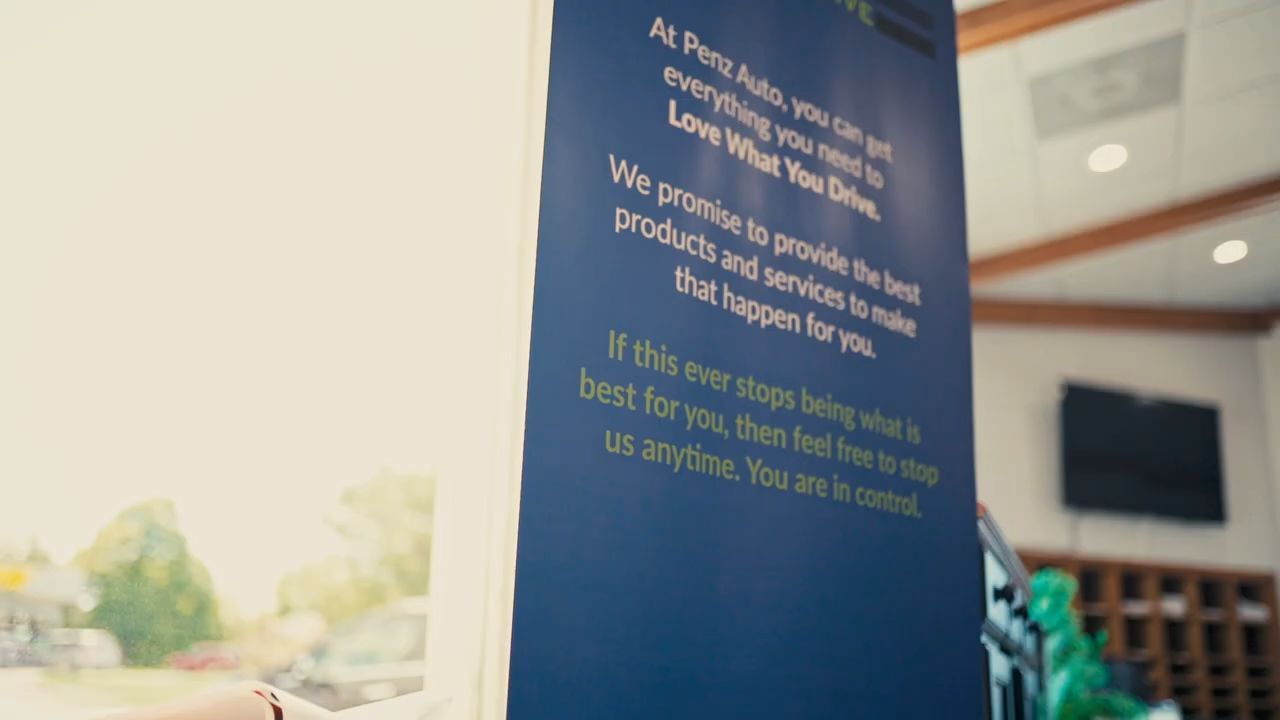 At Penz Auto, you can get
everything you need to
Love What You Drive.
We promise to provide the best
products and services to make
that happen for you.
If this ever stops being what is
best for you, then feel free to stop
us anytime. You are in control.